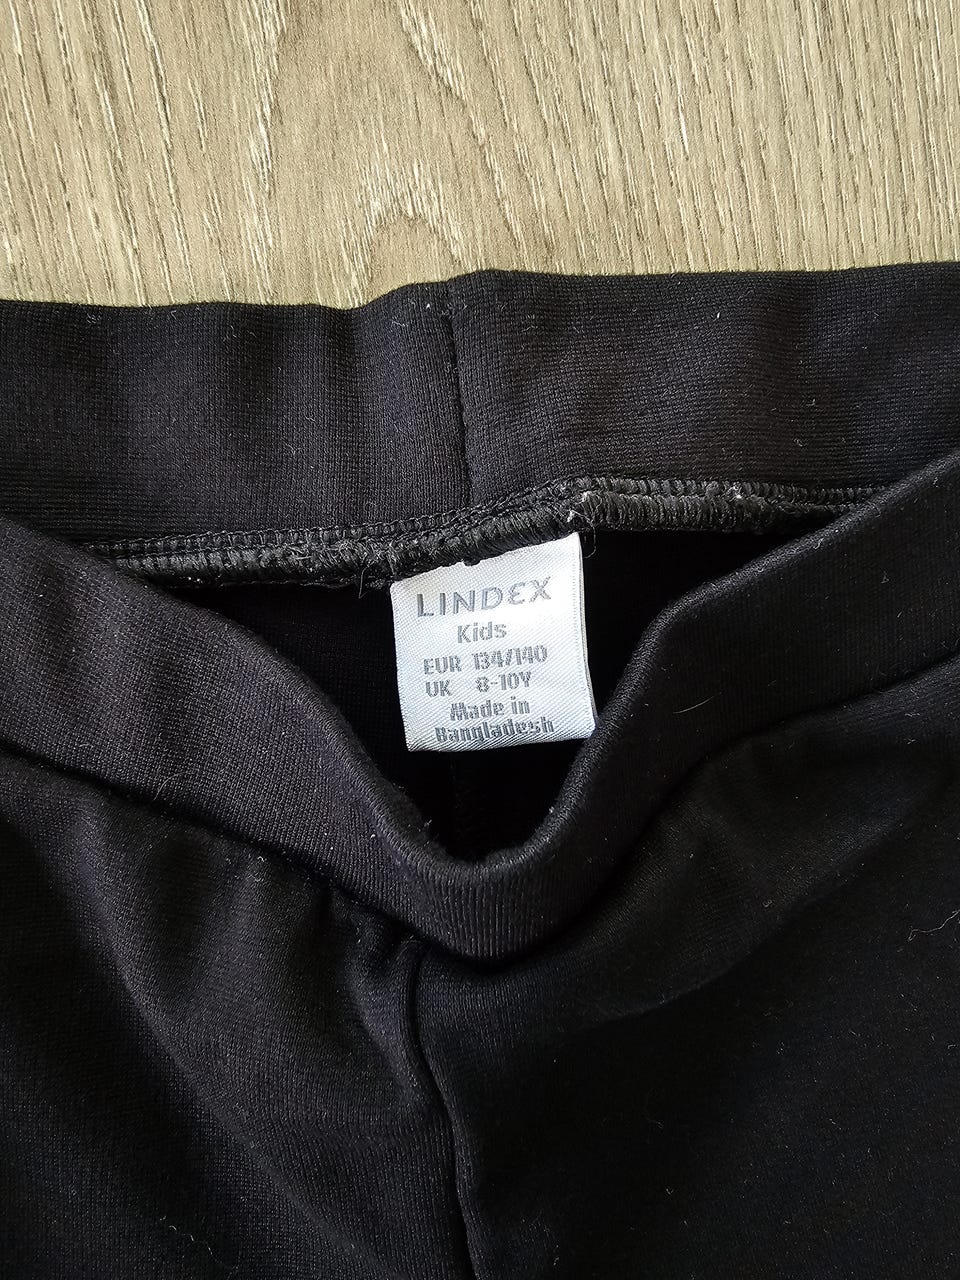 LINDEX
Kids
EUR 134/140
UK 8-10Y
Made in
Bangladesh